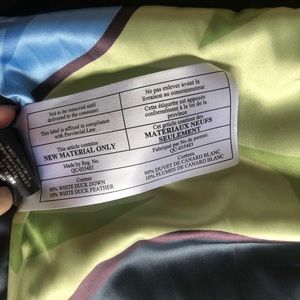 Not to be removed until
delivered to the consumer
This label is affixed in compliance
with Provincial Law
This article contains
NEW MATERIAL ONLY
Made by Reg. No.
QC-035483
Content
90% WHITE DUCK DOWN
10% WHITE DUCK FEATHER
Ne pas enlever avant la
livraison au consommateur
Cette étiquette est apposée
conformément à la loi de la
province
Cet article contient des
MATÉRIAUX NEUFS
SEULEMENT
Fabriqué par No de permis:
QC-035483
Contenu
90% DUVET DE CANARD BLANC
10% PLUMES DE CANARD BLANC